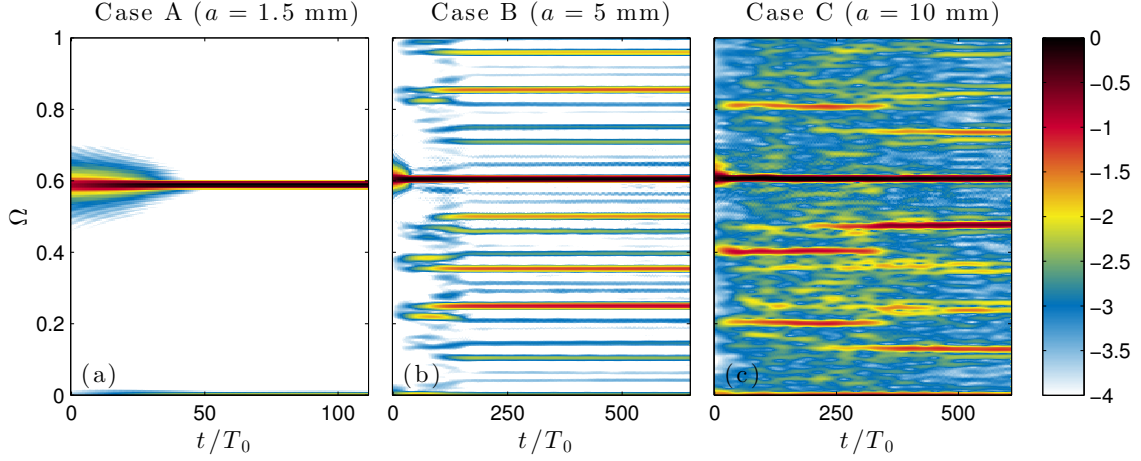 Case A (a = 1.5 mm)
Case B (a = 5 mm)
Case C (a = 10 mm)
Ω
1
0.8
0.6
0.4
0.2
0
(a)
(b)
(c)
0
50
100
0
250
500
0
250
500
t/T₀
t/T₀
t/T₀
0
−0.5
−1
−1.5
−2
−2.5
−3
−3.5
−4